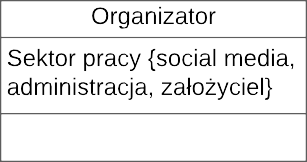 Organizator
Sektor pracy {social media,
administracja, założyciel}